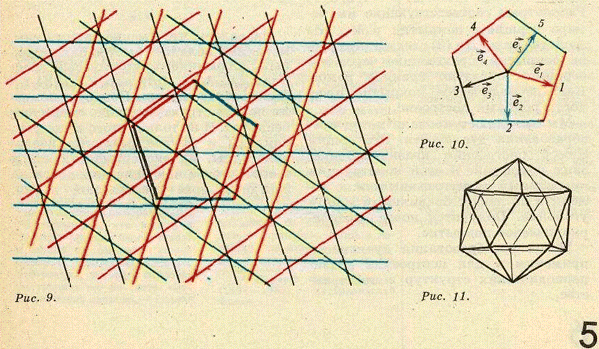 4
5
e₄
e₅
e₁
1
3
e₃
e₂
2
Рис. 10.
Рис. 9.
Рис. 11.
5